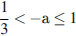 1/3 < −a ≤ 1